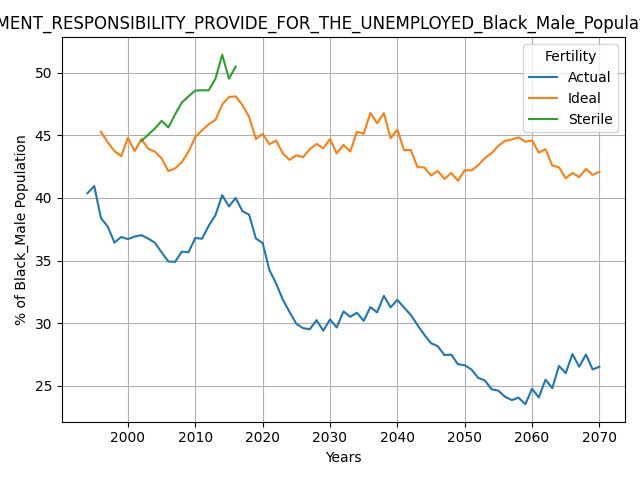 MENT_RESPONSIBILITY_PROVIDE_FOR_THE_UNEMPLOYED_Black_Male_Popula
Fertility
Actual
Ideal
Sterile
% of Black_Male Population
50
45
40
35
30
25
2000 2010 2020 2030 2040 2050 2060 2070
Years